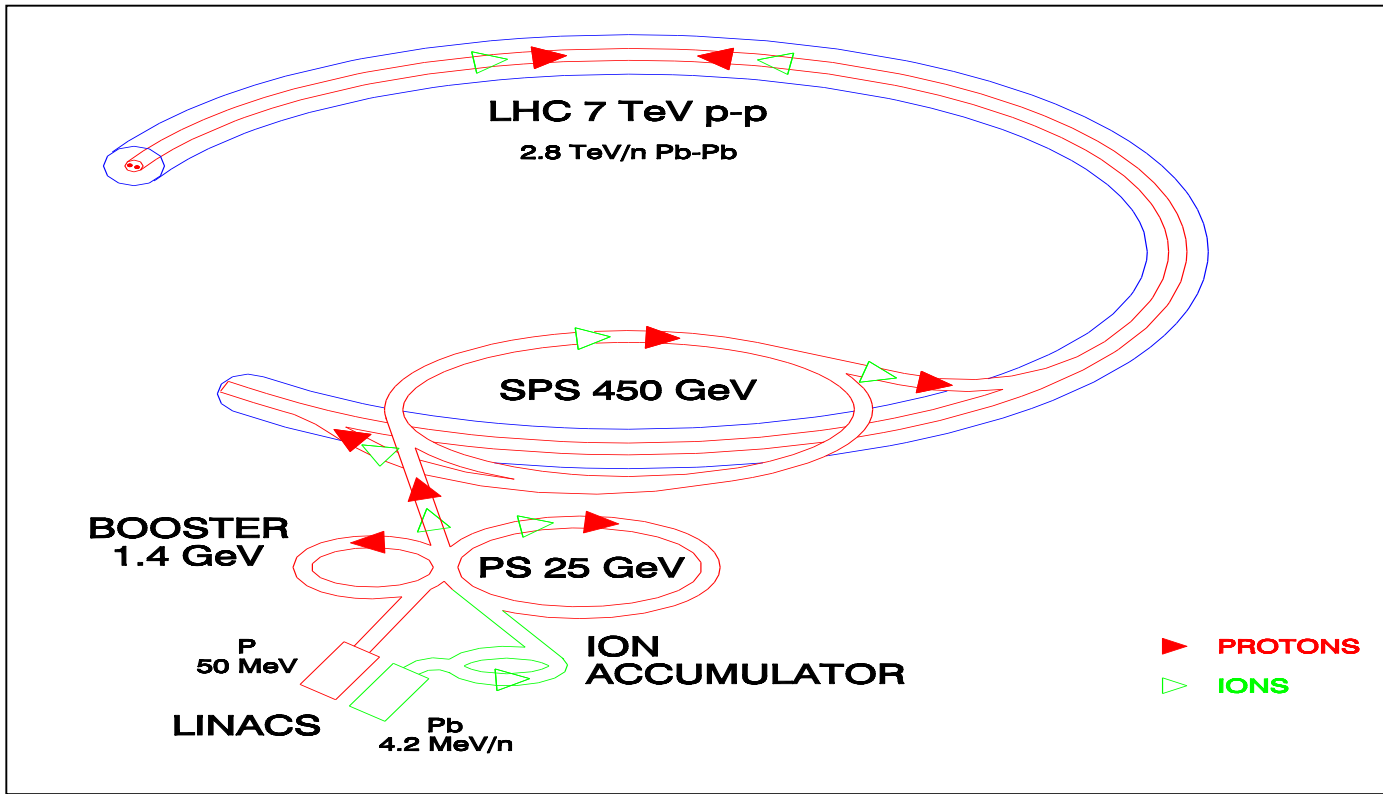 LHC 7 TeV p-p
2.8 TeV/n Pb-Pb
SPS 450 GeV
BOOSTER
1.4 GeV
PS 25 GeV
P
50 MeV
ION
ACCUMULATOR
LINACS
Pb
4.2 MeV/n
PROTONS
IONS